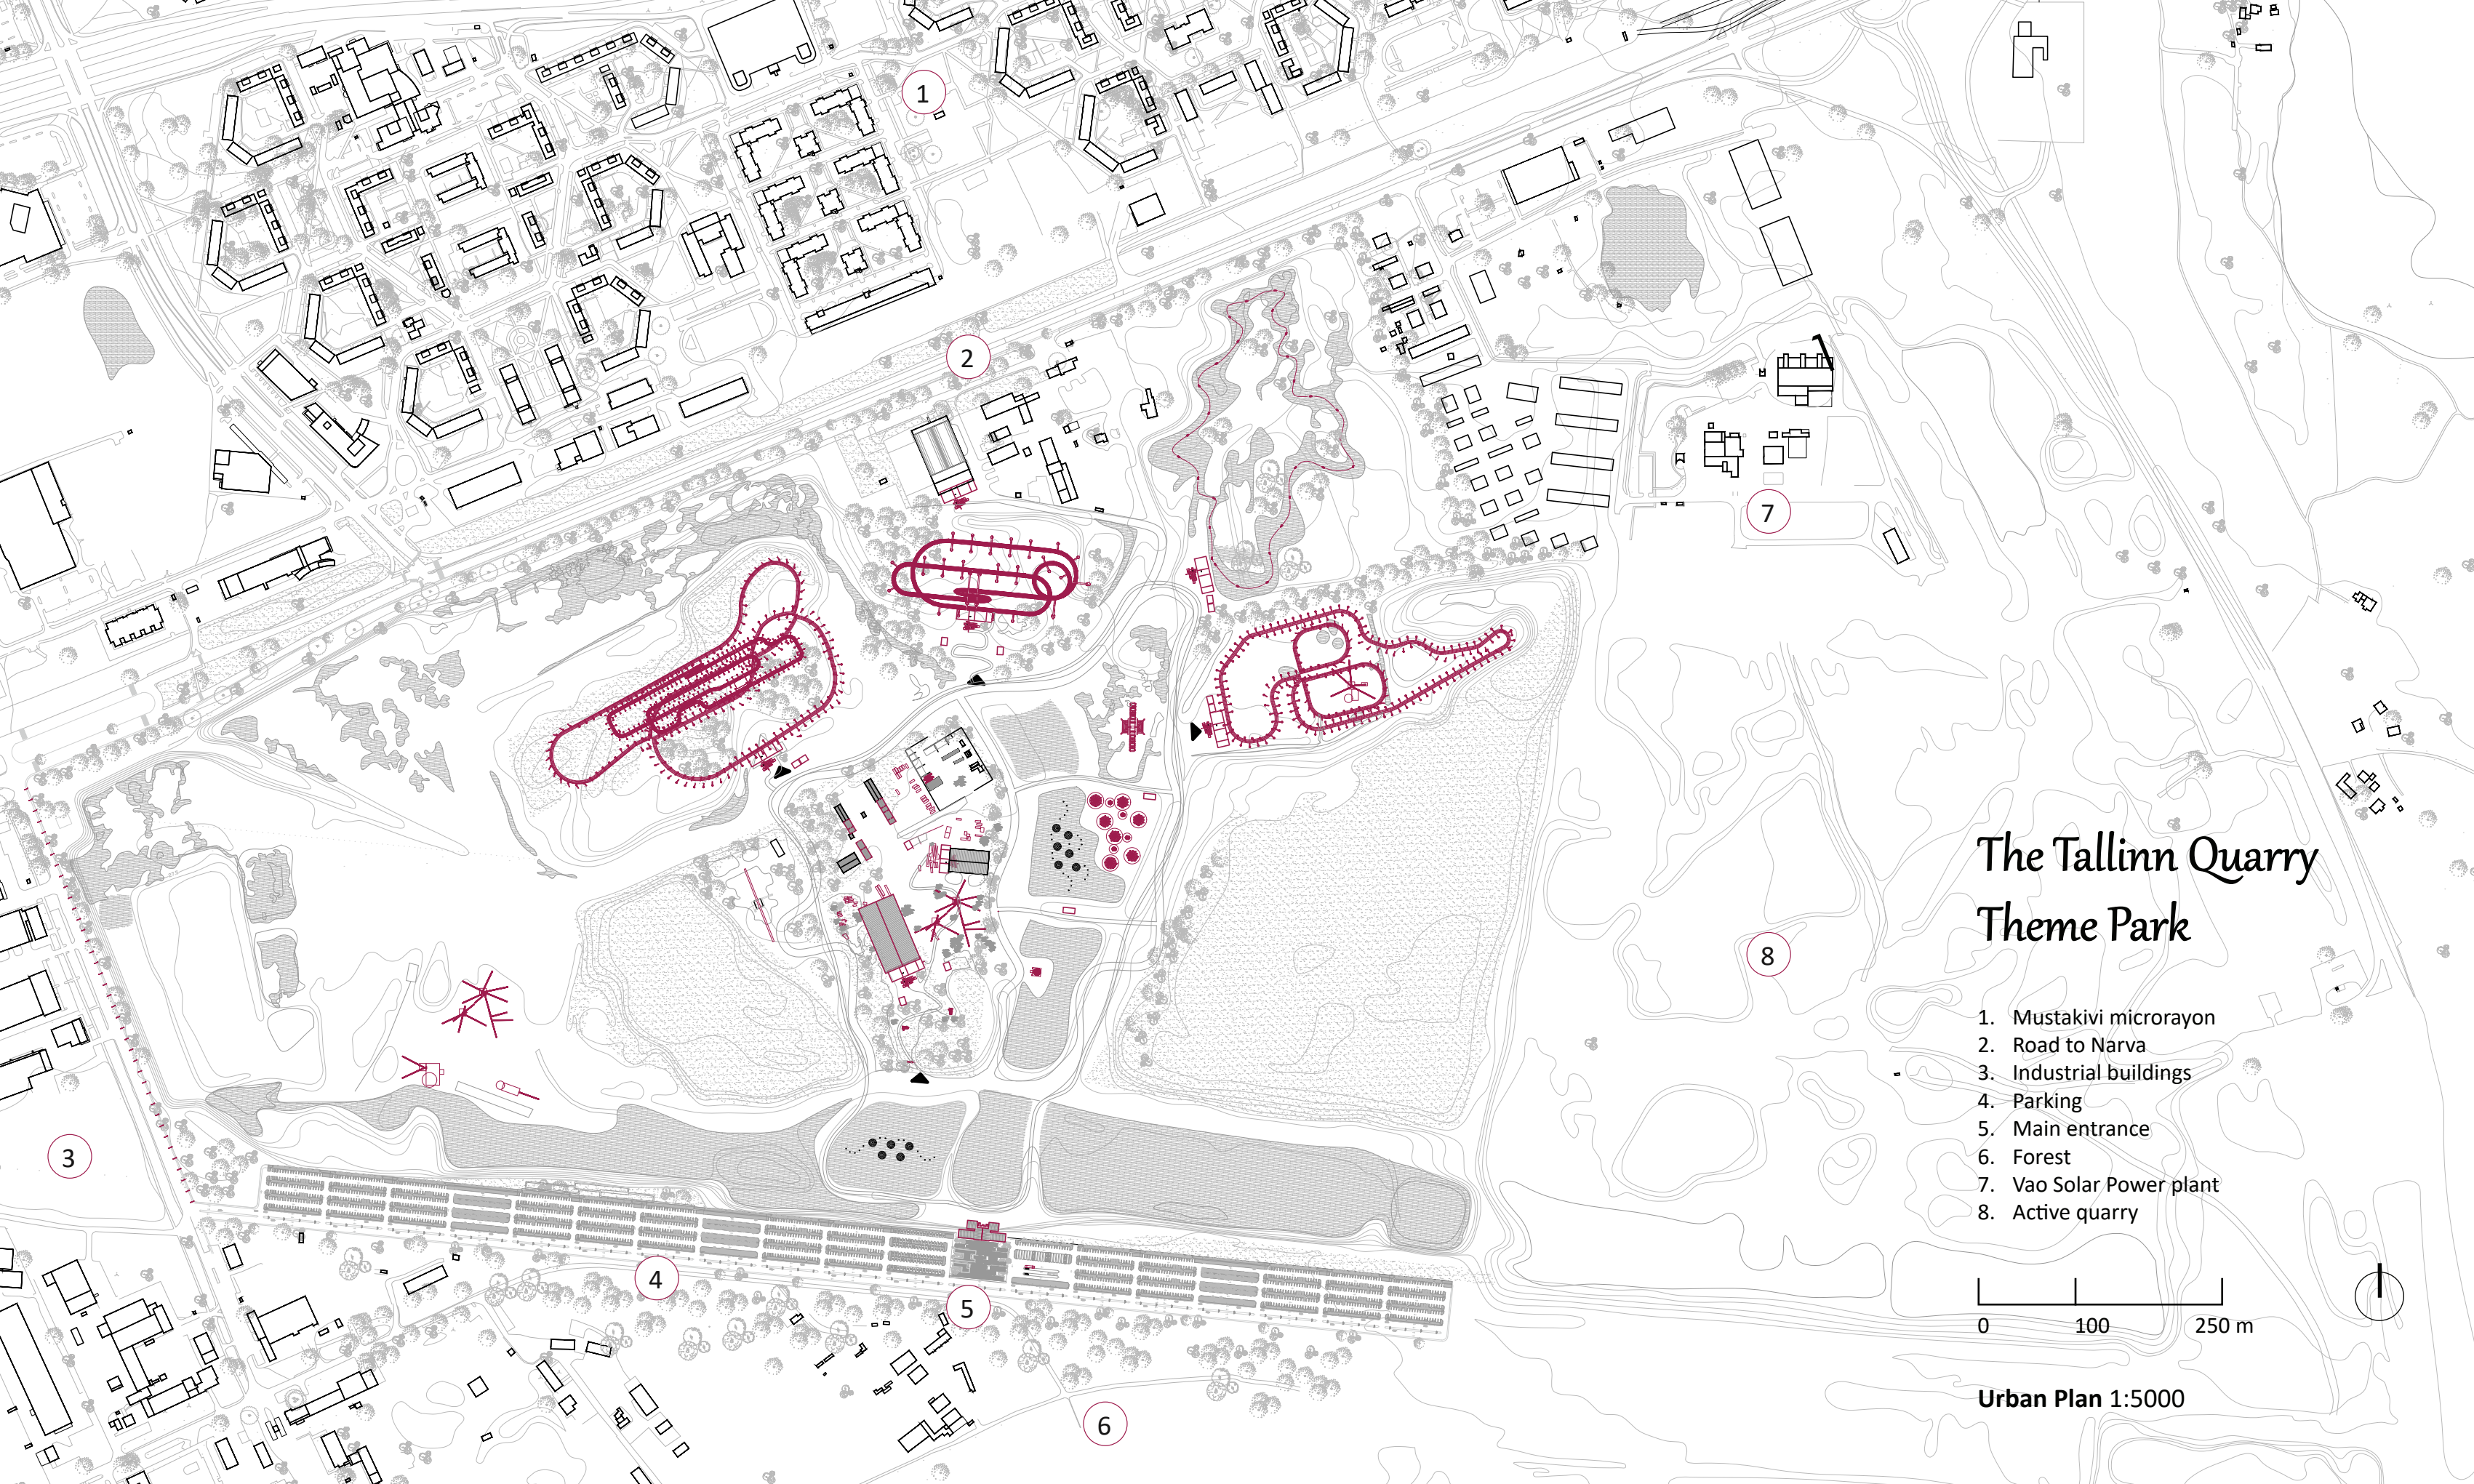 1
2
7
The Tallinn Quarry
Theme Park
8
1. Mustakivi microrayon
2. Road to Narva
3. Industrial buildings
4. Parking
5. Main entrance
6. Forest
7. Vao Solar Power plant
8. Active quarry
3
4
5
0 100 250 m
Urban Plan 1:5000
6